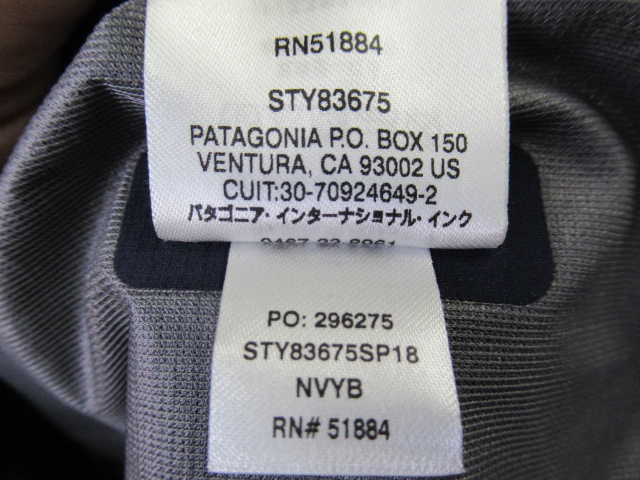 RN51884
STY83675
PATAGONIA P.O. BOX 150
VENTURA, CA 93002 US
CUIT:30-70924649-2
パタゴニア・インターナショナル・インク
PO: 296275
STY83675SP18
NVYB
RN# 51884